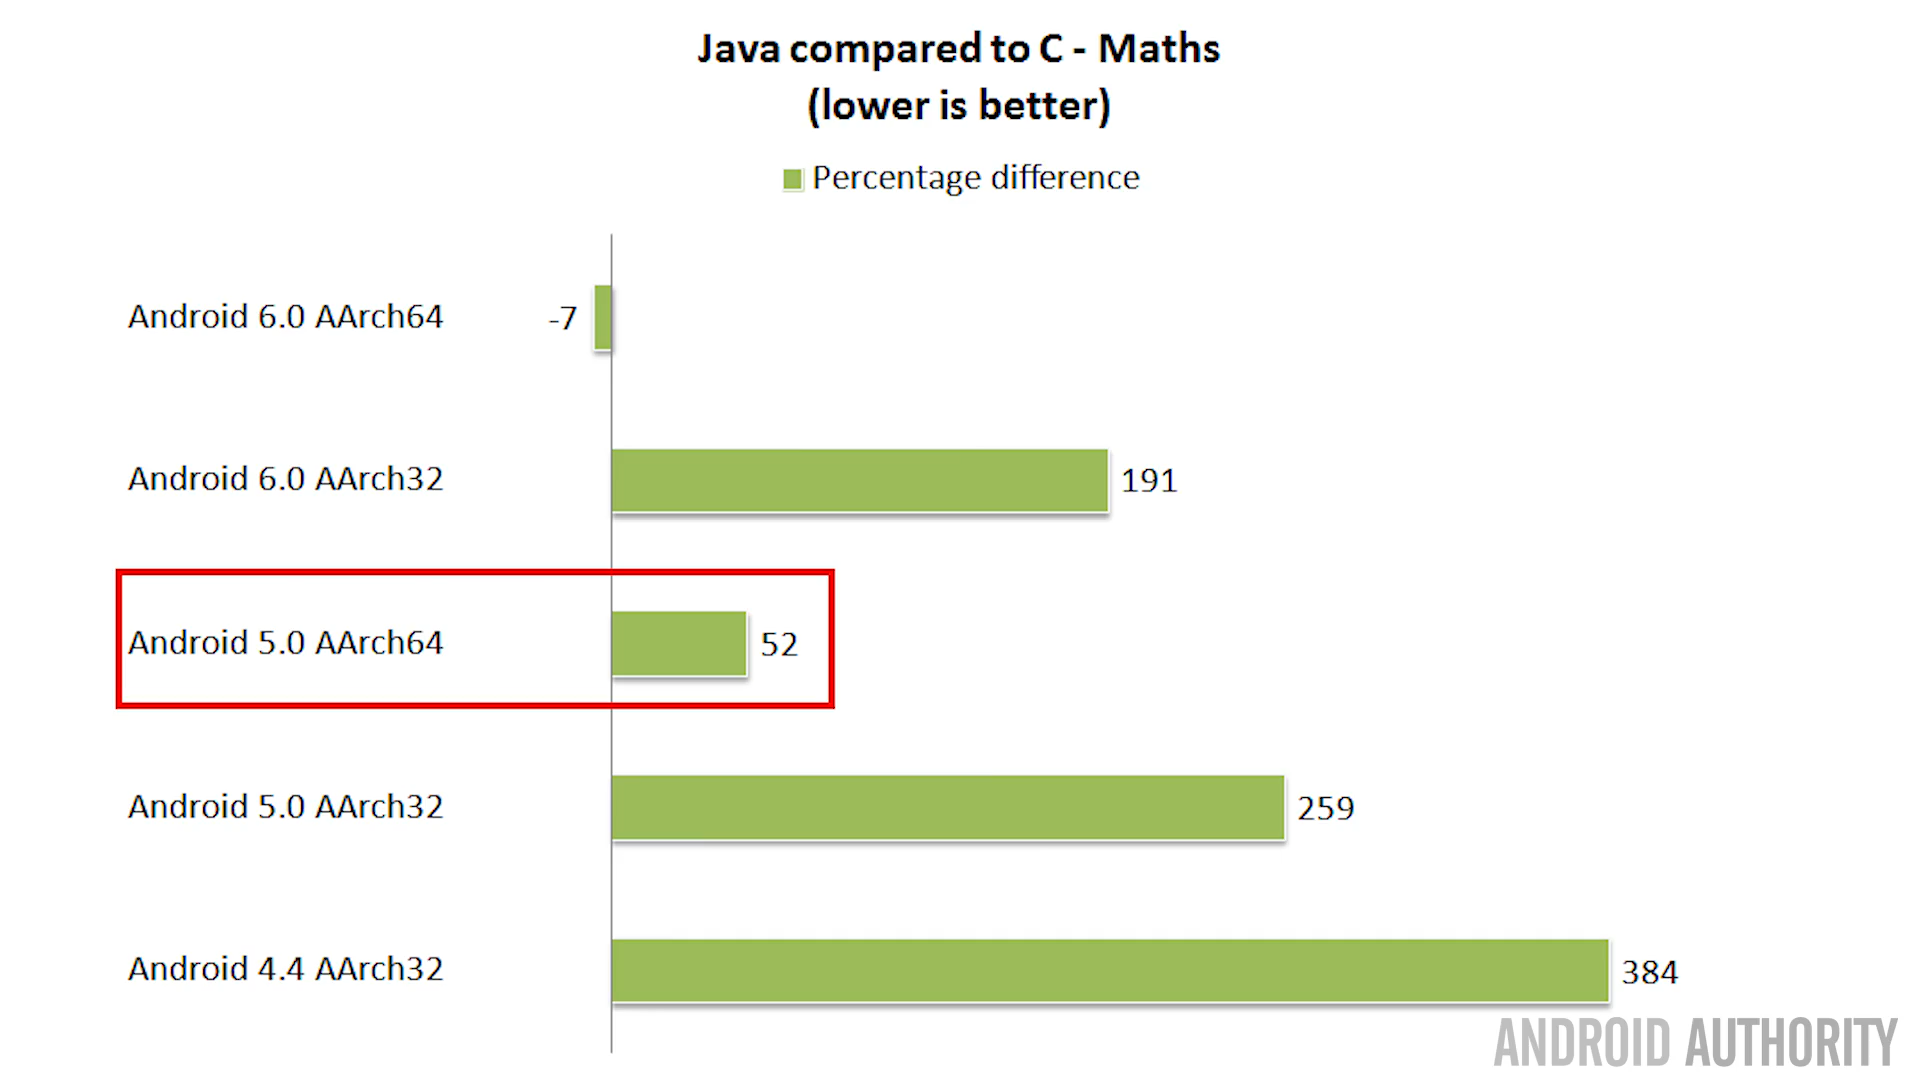 Java compared to C - Maths
(lower is better)
Percentage difference
Android 6.0 AArch64 -7
Android 6.0 AArch32 191
Android 5.0 AArch64 52
Android 5.0 AArch32 259
Android 4.4 AArch32 384
ANDROID AUTHORITY